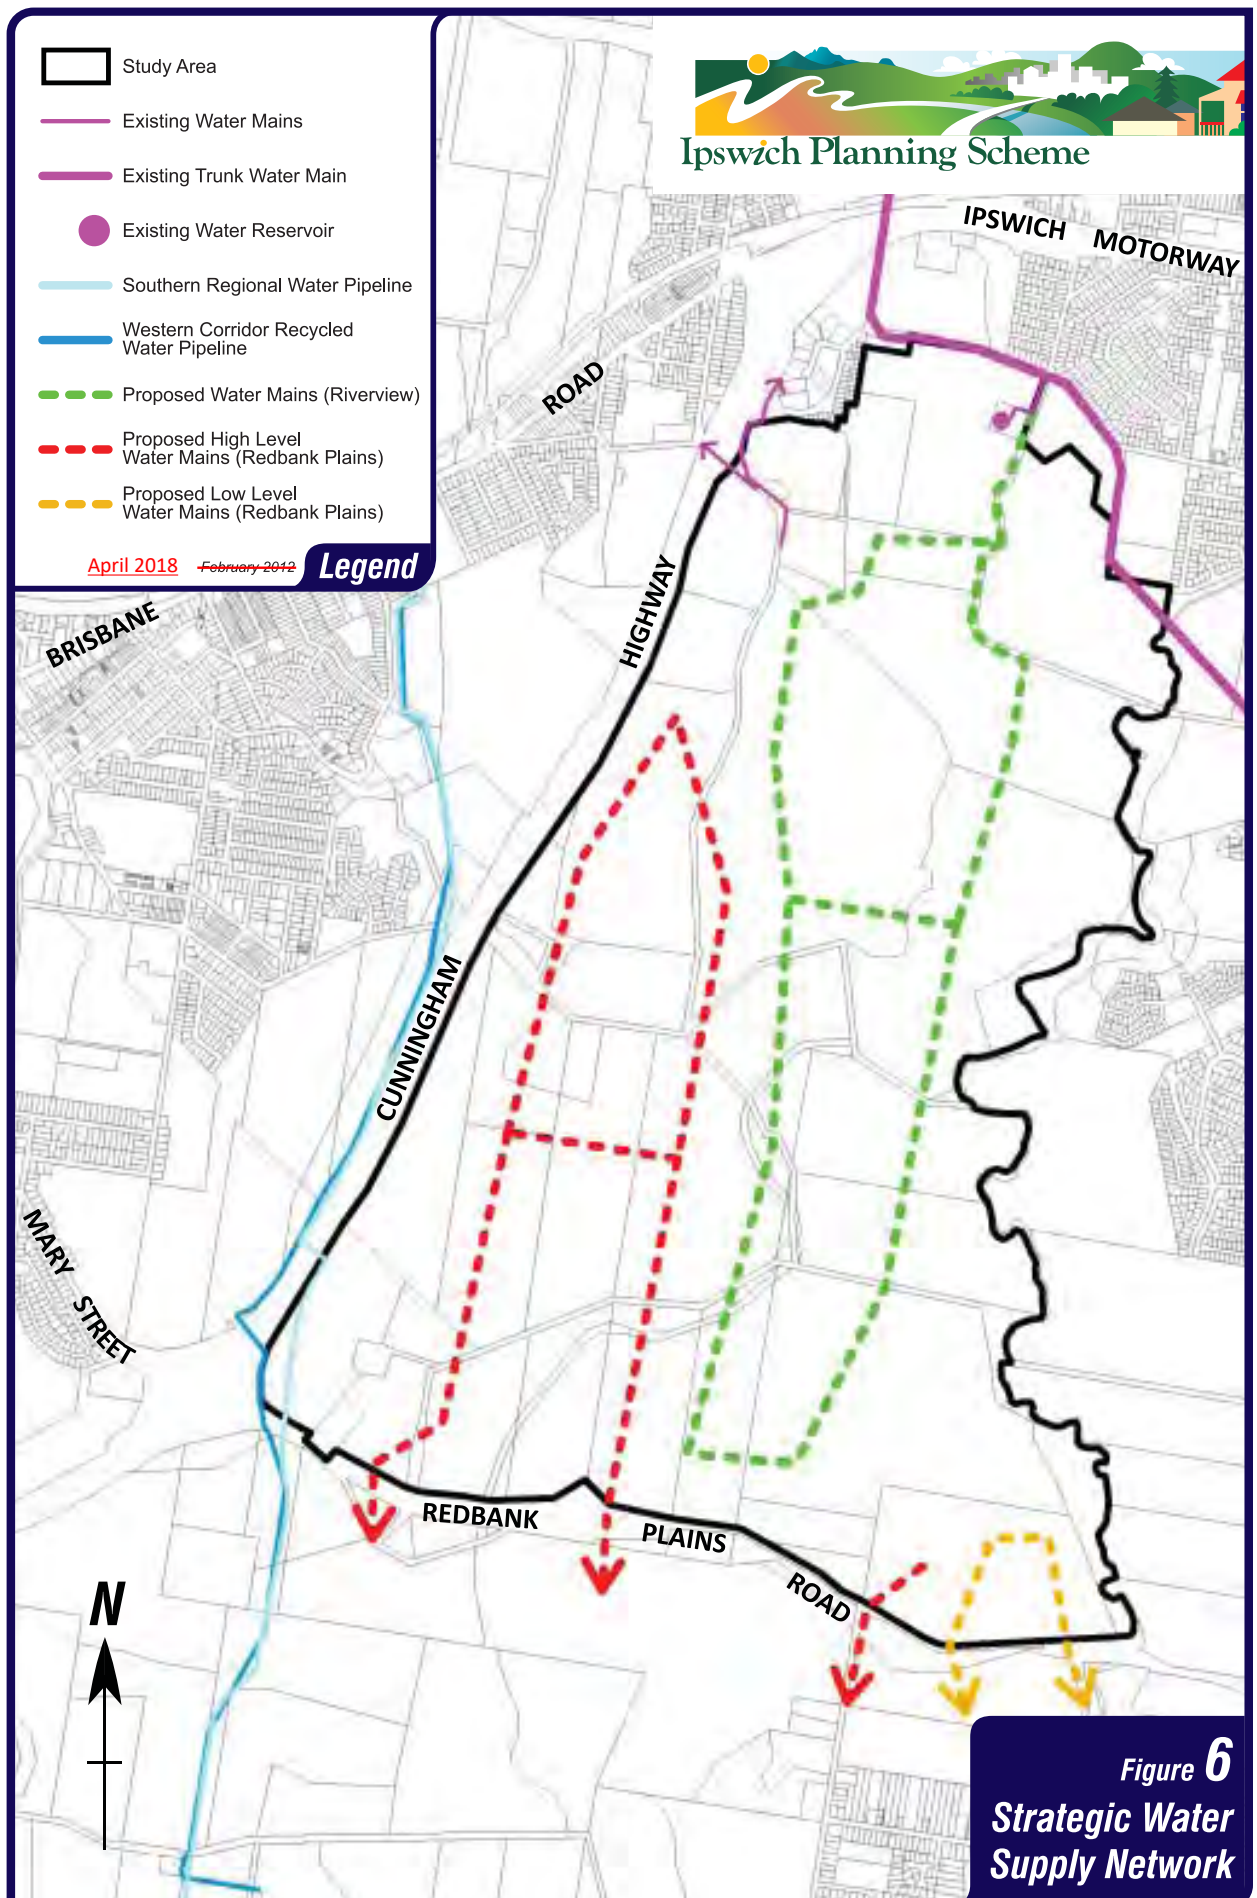 Study Area
Existing Water Mains
Existing Trunk Water Main
Existing Water Reservoir
Southern Regional Water Pipeline
Western Corridor Recycled
Water Pipeline
Proposed Water Mains (Riverview)
Proposed High Level
Water Mains (Redbank Plains)
Proposed Low Level
Water Mains (Redbank Plains)
April 2018 February 2012 Legend
Ipswich Planning Scheme
IPSWICH MOTORWAY
ROAD
BRISBANE
HIGHWAY
CUNNINGHAM
MARY STREET
REDBANK PLAINS ROAD
N
Figure 6
Strategic Water
Supply Network